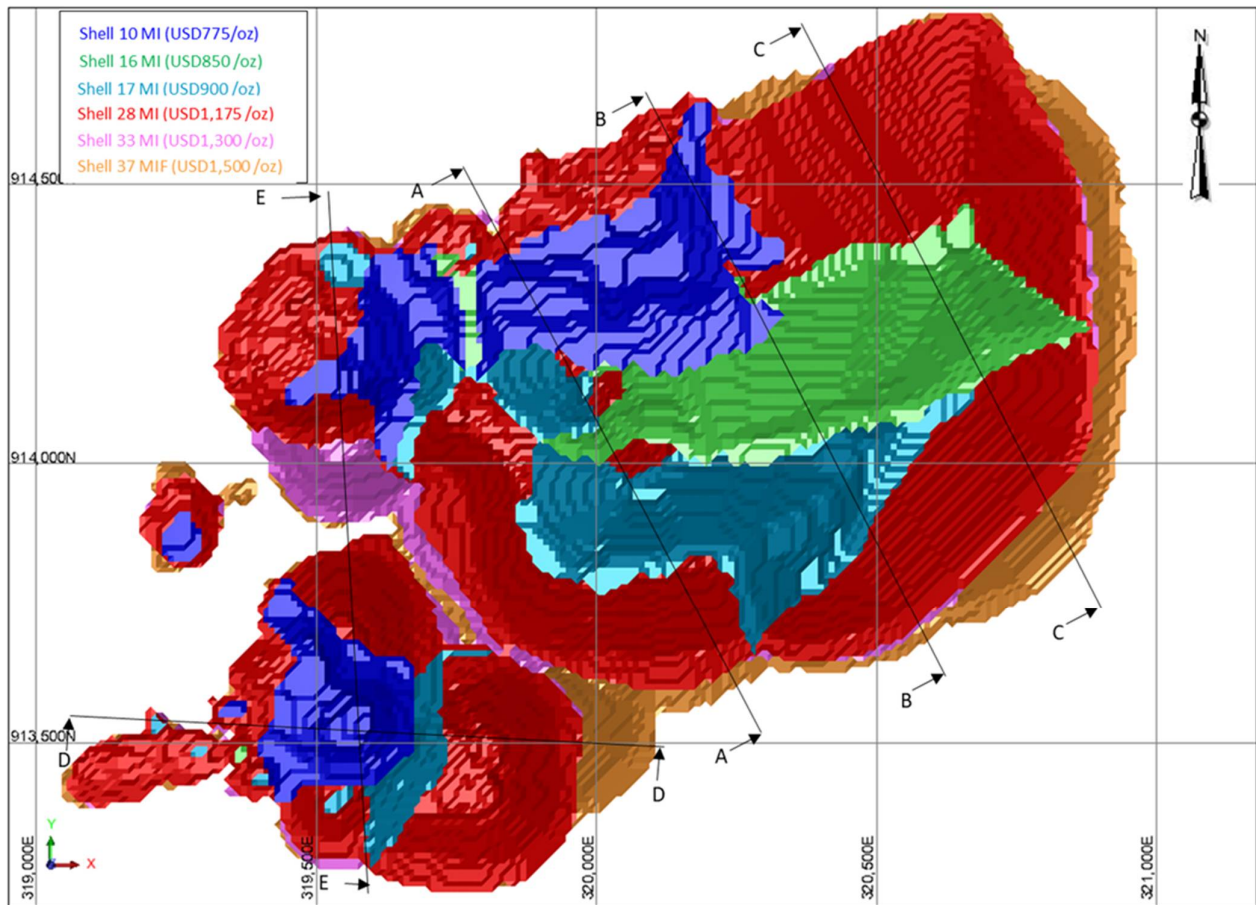 Shell 10 MI (USD775/oz)
Shell 16 MI (USD850/oz)
Shell 17 MI (USD900/oz)
Shell 28 MI (USD1,175/oz)
Shell 33 MI (USD1,300/oz)
Shell 37 MIF (USD1,500/oz)
N
C
B
A
E
914,500N
914,000N
C
B
A
D
913,500N
D
E
Y
X
319,000E
319,500E
320,000E
320,500E
321,000E